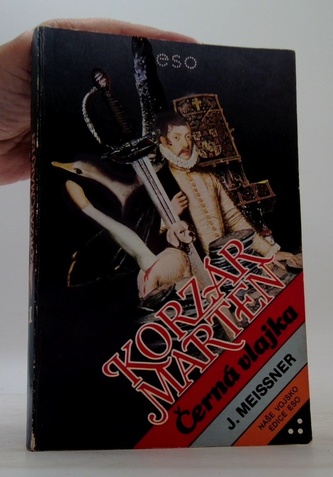 eso
KORZÁR
MARTEN
Černá vlajka
J. MEISSNER
NAŠE VOJSKO
EDICE ESO